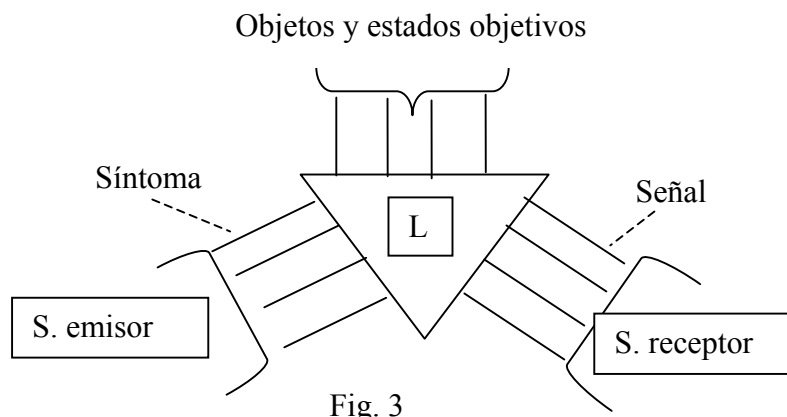 Objetos y estados objetivos
Síntoma
Señal
L
S. emisor
S. receptor
Fig. 3